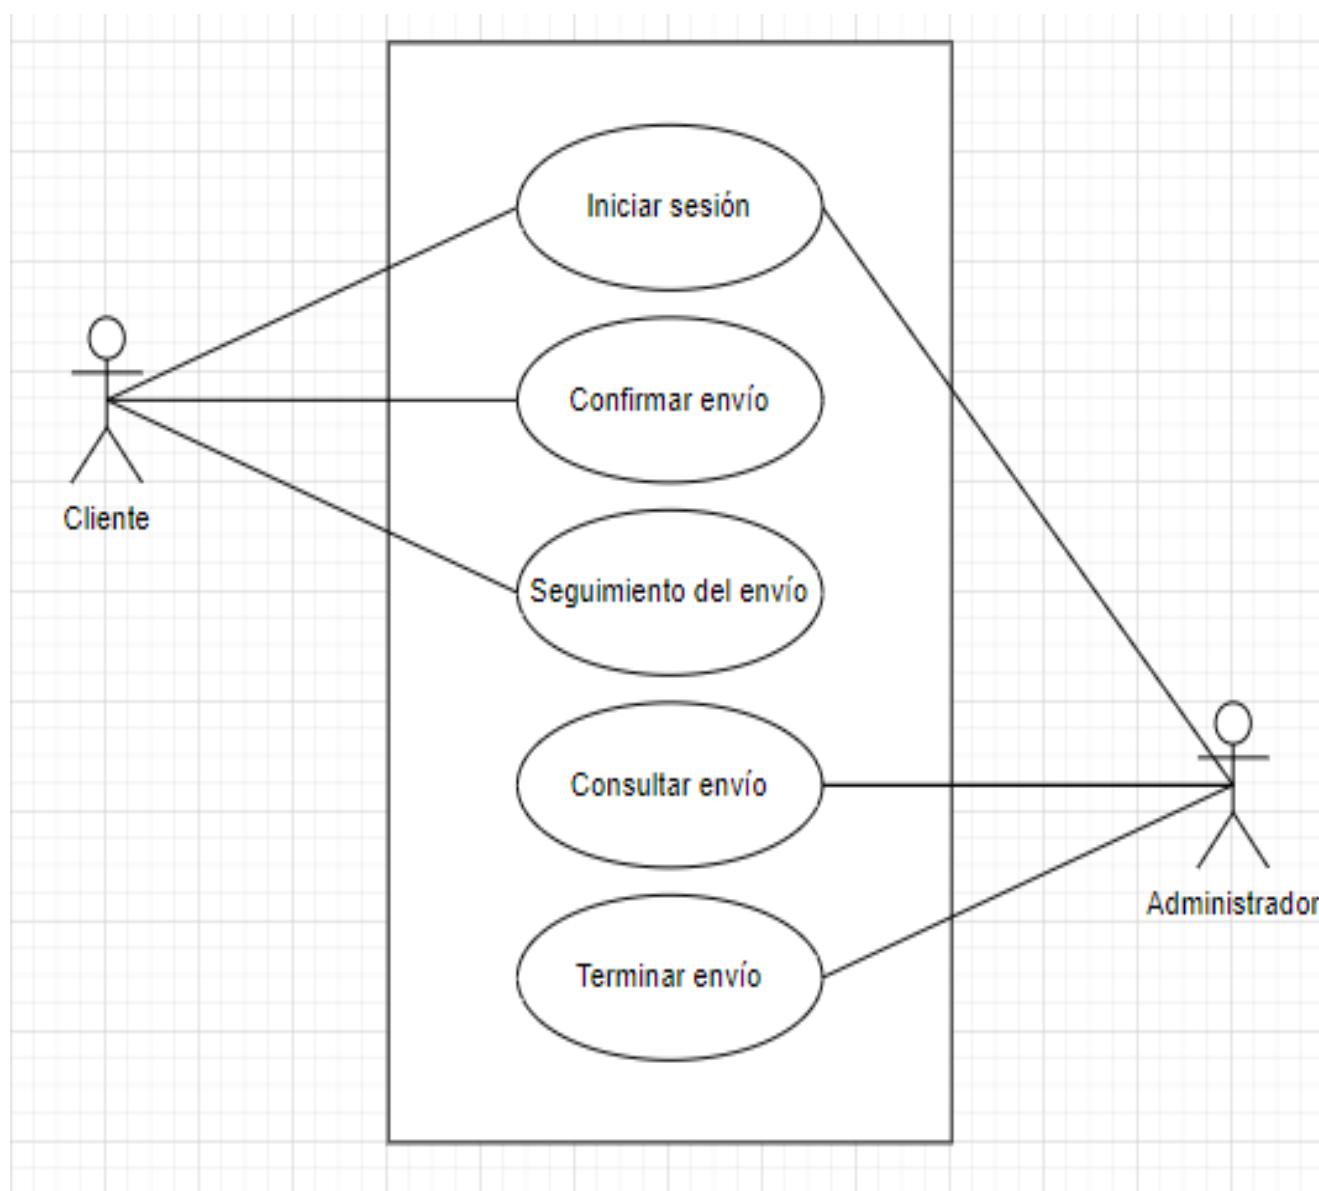 Iniciar sesión
Confirmar envío
Cliente
Seguimiento del envío
Consultar envío
Administrador
Terminar envío